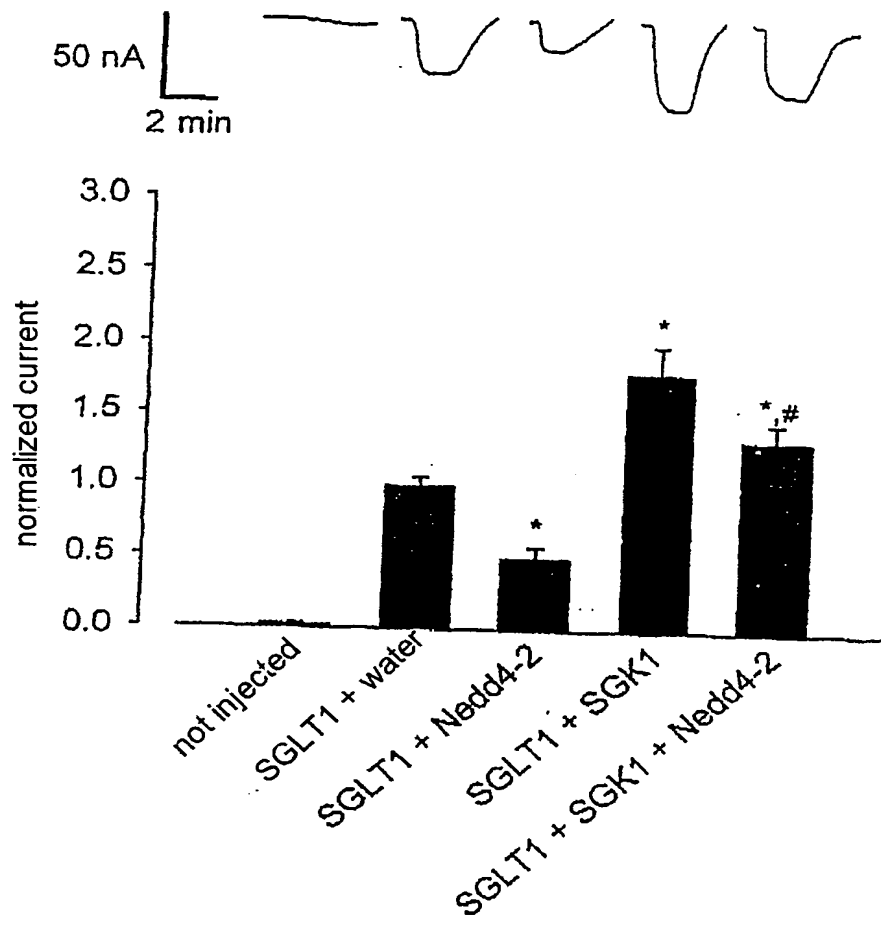 50 nA
2 min
3.0
2.5
2.0
1.5
1.0
0.5
0.0
normalized current
*
*
*,#
not injected
SGLT1 + water
SGLT1 + Nedd4-2
SGLT1 + SGK1
SGLT1 + SGK1 + Nedd4-2